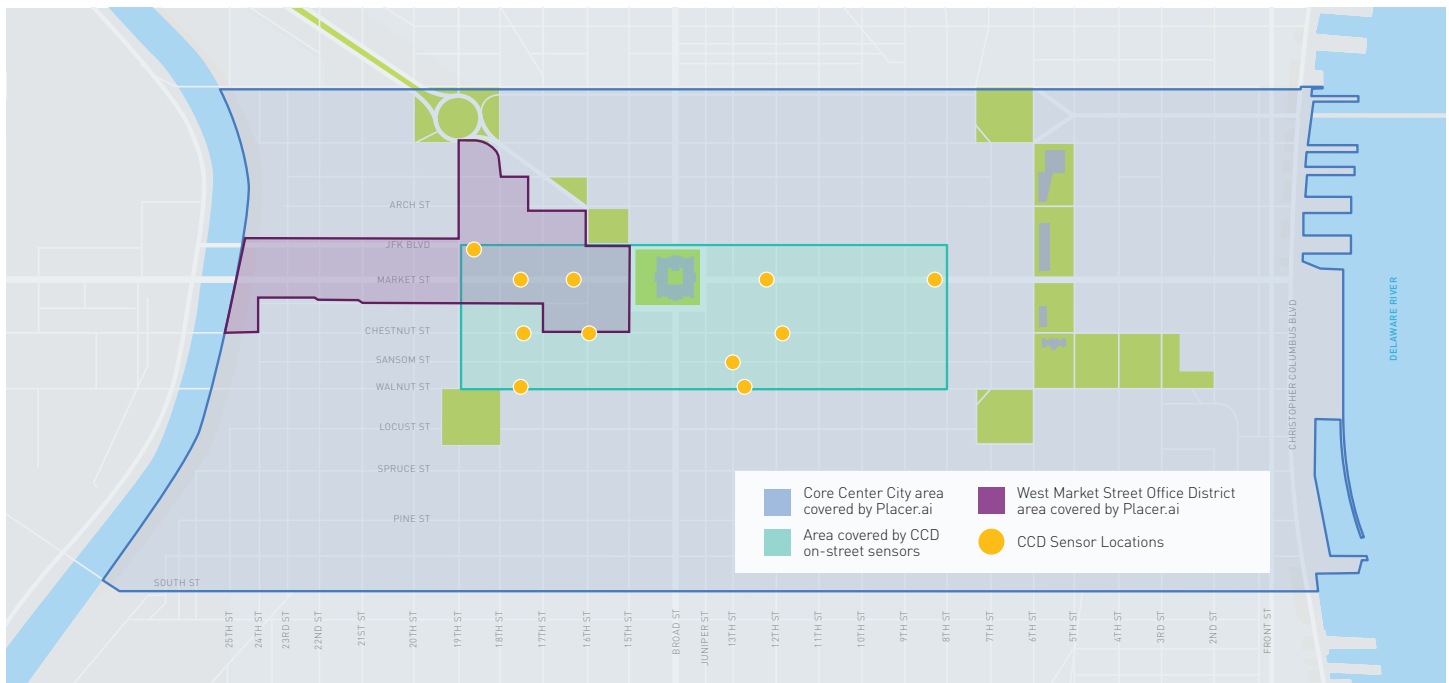 ARCH ST
JFK BLVD
MARKET ST
CHESTNUT ST
SANSOM ST
WALNUT ST
LOCUST ST
SPRUCE ST
PINE ST
SOUTH ST
CHRISTOPHER COLUMBUS BLVD
DELAWARE RIVER
Core Center City area
covered by Placer.ai
West Market Street Office District
area covered by Placer.ai
Area covered by CCD
on-street sensors
CCD Sensor Locations
25TH ST
24TH ST
23RD ST
22ND ST
21ST ST
20TH ST
19TH ST
18TH ST
17TH ST
16TH ST
15TH ST
BROAD ST
JUNIPER ST
13TH ST
12TH ST
11TH ST
10TH ST
9TH ST
8TH ST
7TH ST
6TH ST
5TH ST
4TH ST
3RD ST
2ND ST
FRONT ST